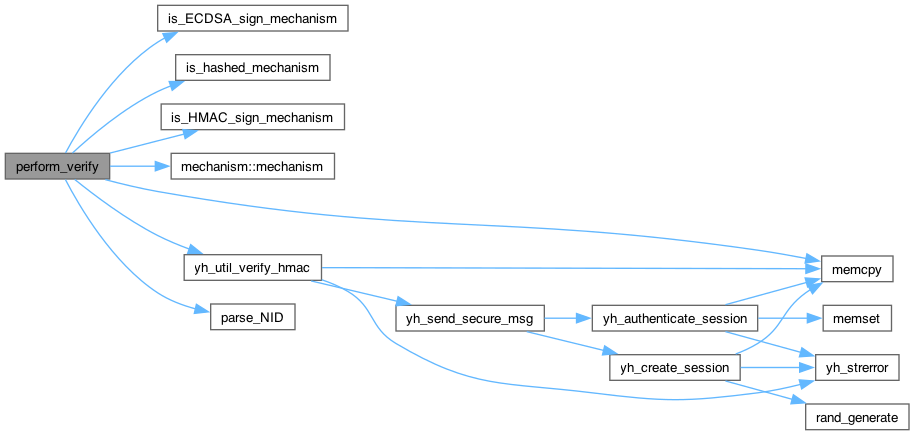 is_ECDSA_sign_mechanism
is_hashed_mechanism
is_HMAC_sign_mechanism
perform_verify
mechanism::mechanism
yh_util_verify_hmac
memcpy
parse_NID
yh_send_secure_msg
yh_authenticate_session
memset
yh_create_session
yh_strerror
rand_generate